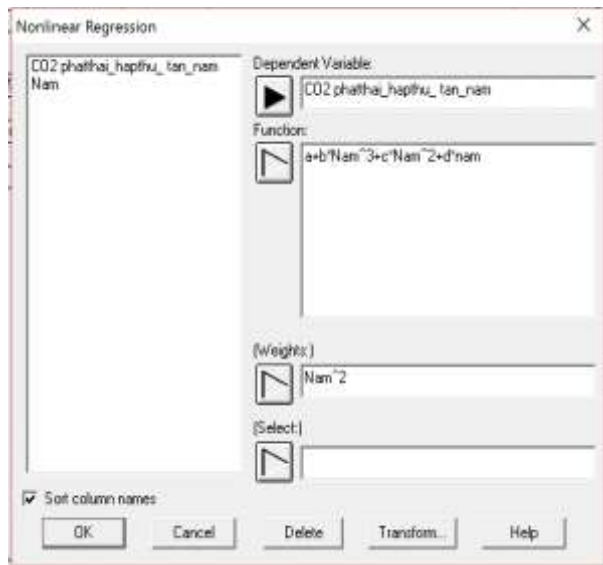 Nonlinear Regression
CO2 phatthai_hapthu_ tan_nam
Nam
Dependent Variable:
CO2 phatthai_hapthu_ tan_nam
Function:
a+b*Nam^3+c*Nam^2+d*nam
(Weights:)
Nam^2
(Select:)
Sort column names
OK
Cancel
Delete
Transform...
Help